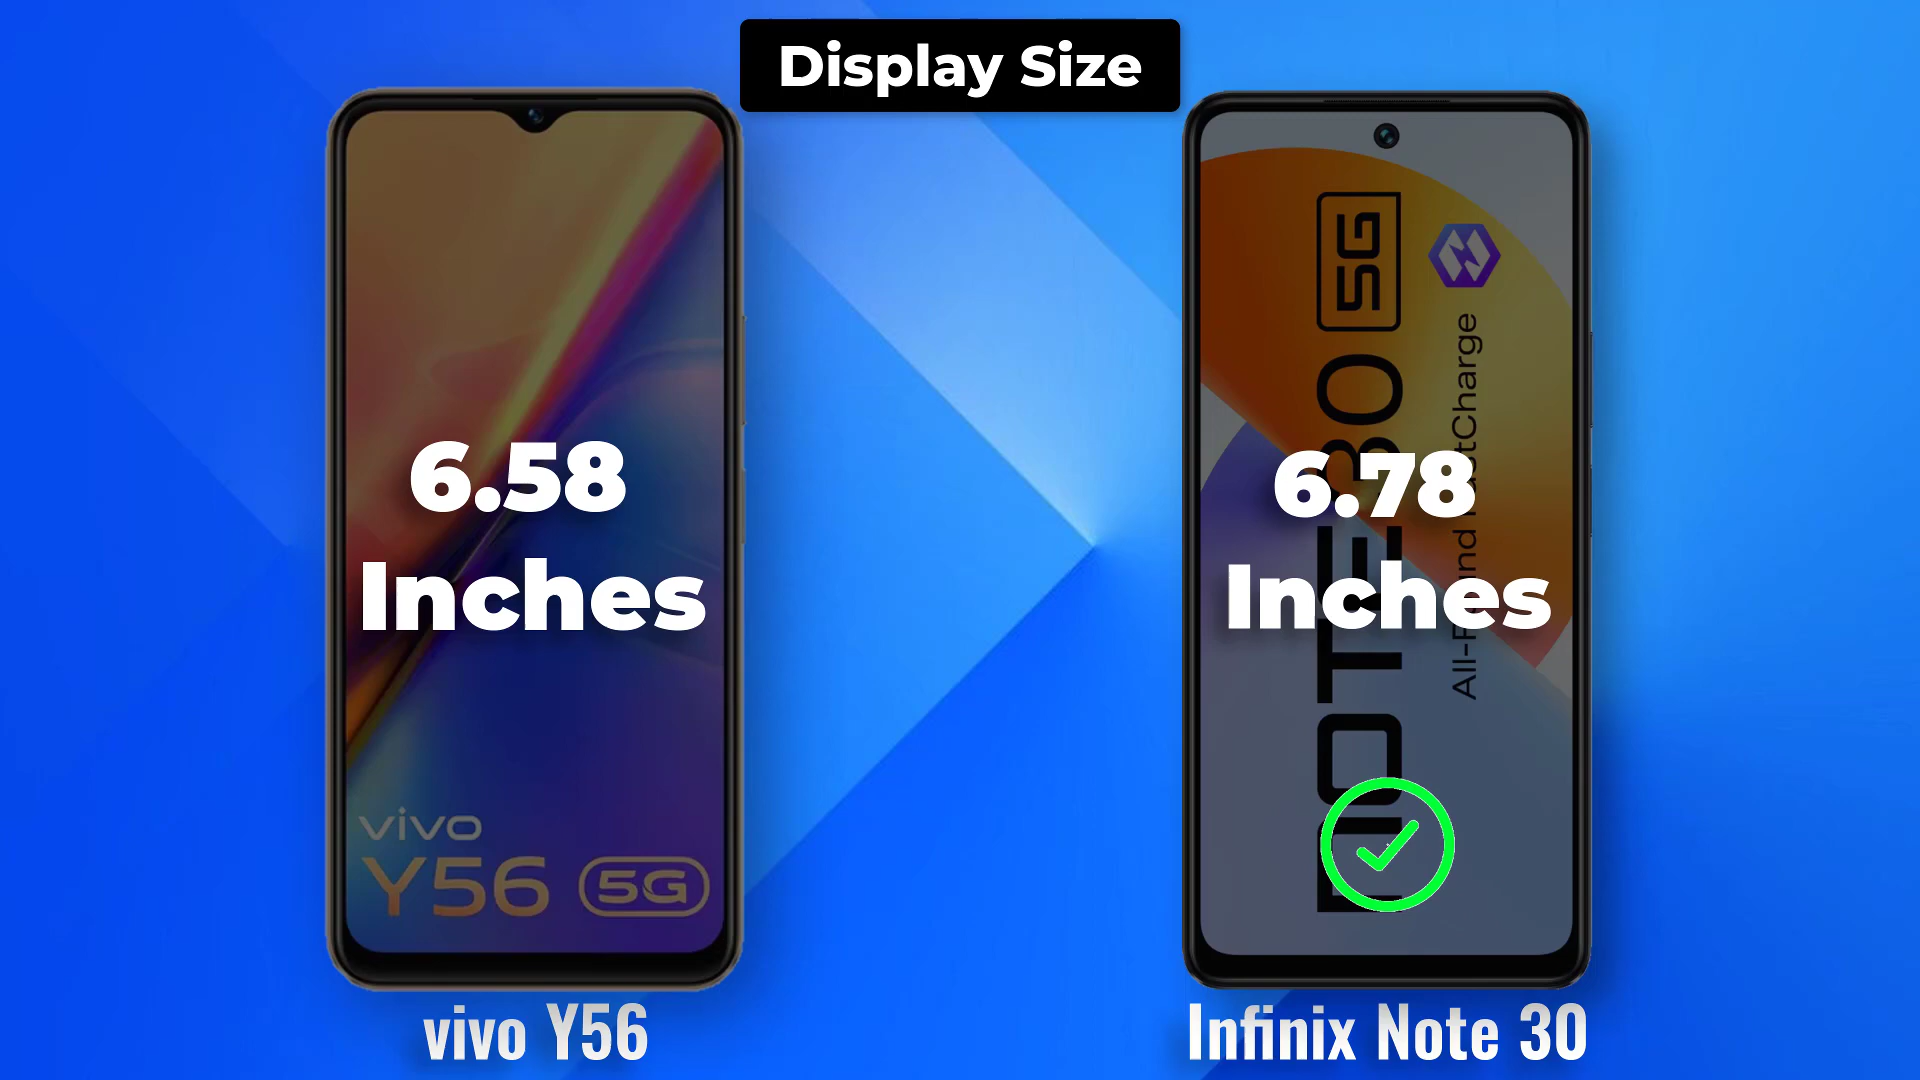 Display Size
6.58
Inches
vivo
Y56 5G
vivo Y56
6.78
Inches
NOTE 30 5G
All-Round FastCharge
Infinix Note 30